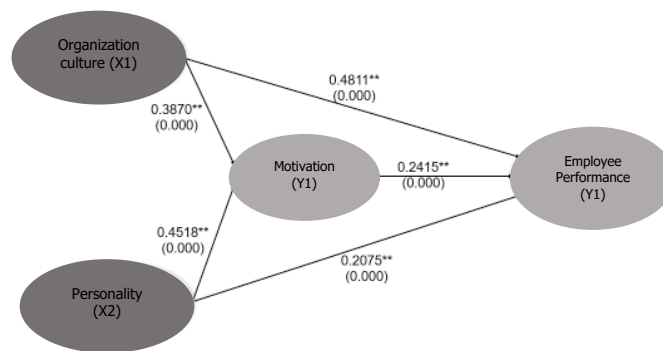 Organization
culture (X1)
0.4811**
(0.000)
0.3870**
(0.000)
Motivation
(Y1)
0.2415**
(0.000)
Employee
Performance
(Y1)
0.4518**
(0.000)
0.2075**
(0.000)
Personality
(X2)